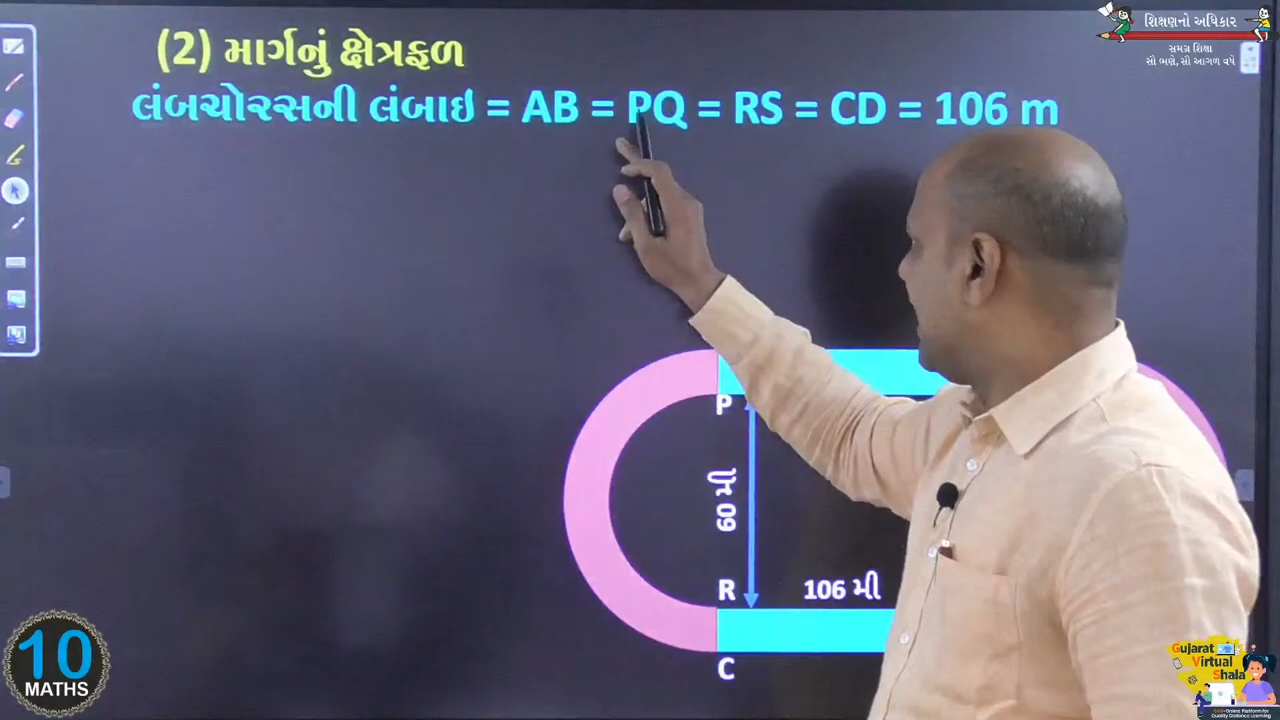 શિક્ષણનો અધિકાર
સમગ્ર શિક્ષા
સૌ ભણે, સૌ આગળ વધે
(2) માર્ગનું ક્ષેત્રફળ
લંબચોરસની લંબાઇ = AB = PQ = RS = CD = 106 m
P
60 મી
R
106 મી
C
10
MATHS
Gujarat
Virtual
Shala